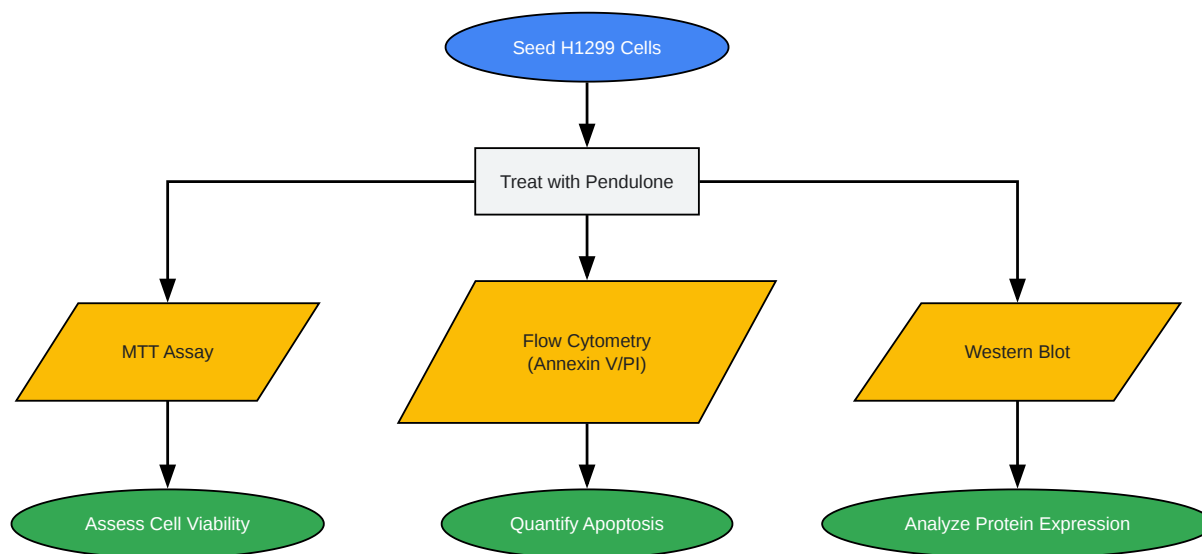 Seed H1299 Cells
Treat with Pendulone
MTT Assay
Flow Cytometry
(Annexin V/PI)
Western Blot
Assess Cell Viability
Quantify Apoptosis
Analyze Protein Expression